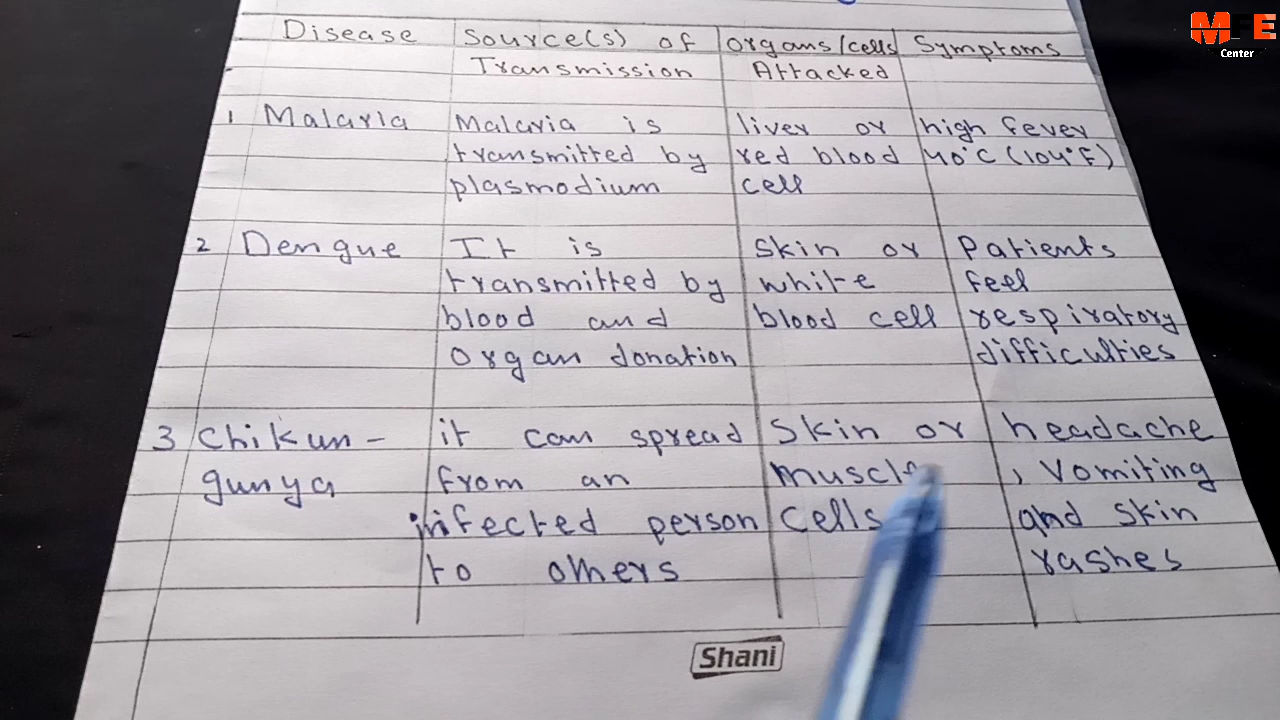 MFE
Center
Disease Source(s) of Organs/cells Symptoms
Transmission Attacked
1 Malaria Malaria is liver or high fever
transmitted by red blood 40°C (104°F)
plasmodium cell
2 Dengue It is Skin or Patients
transmitted by white feel
blood and blood cell respiratory
organ donation difficulties
3 Chikun- it can spread Skin or headache
gunya from an muscle , vomiting
infected person cells and skin
to others rashes
Shani